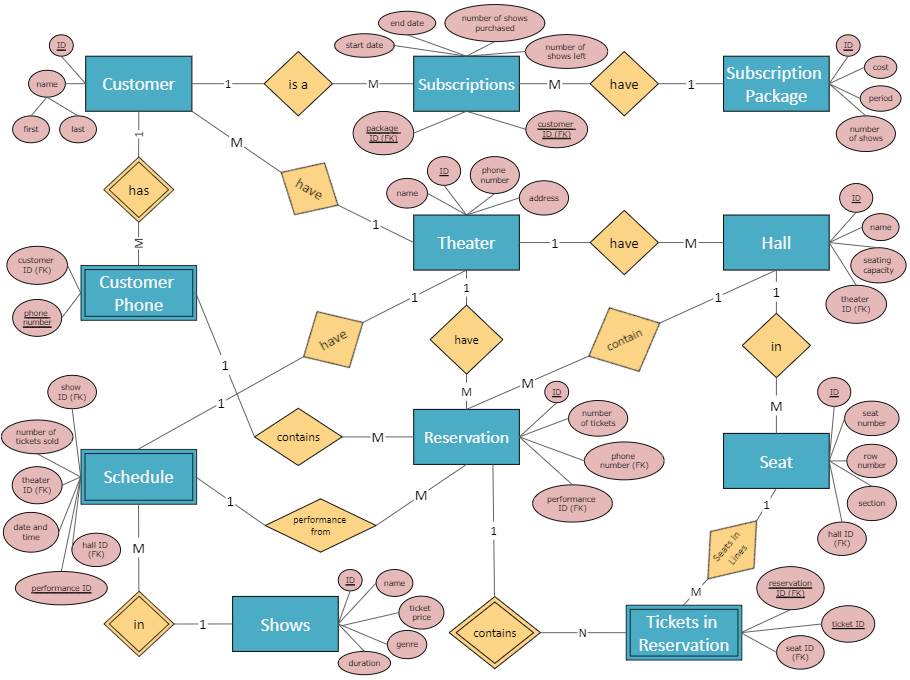 number of shows
purchased
end date
start date
number of
shows left
ID
Customer
name
first
last
1
is a
M
Subscriptions
M
have
1
Subscription
Package
ID
cost
period
number
of shows
package
ID (FK)
customer
ID (FK)
1
has
M
M
have
1
ID
phone
number
name
address
Theater
1
have
M
Hall
ID
name
seating
capacity
theater
ID (FK)
customer
ID (FK)
phone
number
Customer
Phone
1
have
1
1
have
M
1
contain
M
1
in
M
1
contains
M
Reservation
ID
number
of tickets
phone
number (FK)
performance
ID (FK)
Seat
ID
seat
number
row
number
section
hall ID
(FK)
show
ID (FK)
number of
tickets sold
theater
ID (FK)
date and
time
hall ID
(FK)
performance ID
Schedule
1
performance
from
M
1
Seats In
Lines
M
M
in
1
Shows
ID
name
ticket
price
genre
duration
1
contains
N
Tickets in
Reservation
reservation
ID (FK)
ticket ID
seat ID
(FK)